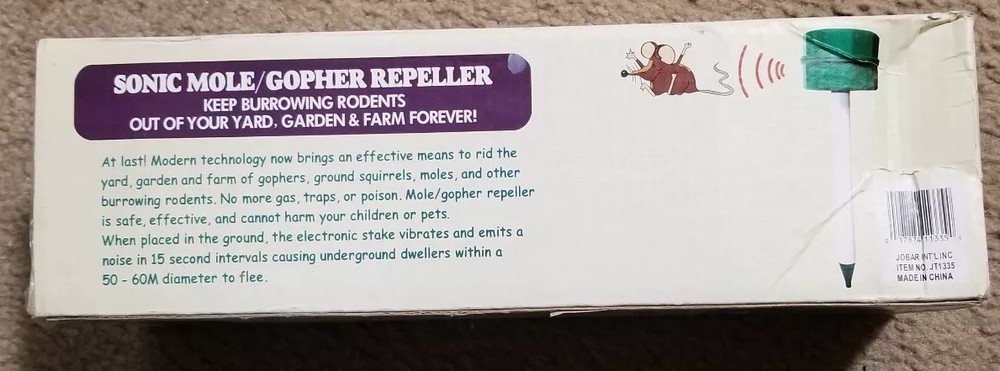 SONIC MOLE/GOPHER REPELLER
KEEP BURROWING RODENTS
OUT OF YOUR YARD, GARDEN & FARM FOREVER!
At last! Modern technology now brings an effective means to rid the
yard, garden and farm of gophers, ground squirrels, moles, and other
burrowing rodents. No more gas, traps, or poison. Mole/gopher repeller
is safe, effective, and cannot harm your children or pets.
When placed in the ground, the electronic stake vibrates and emits a
noise in 15 second intervals causing underground dwellers within a
50 - 60M diameter to flee.
JOBAR INT'L INC
ITEM NO. JT1335
MADE IN CHINA